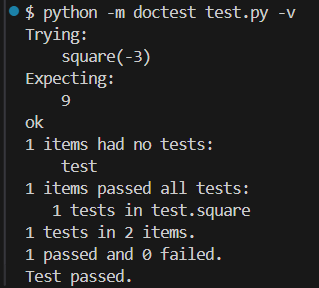 $ python -m doctest test.py -v
Trying:
    square(-3)
Expecting:
    9
ok
1 items had no tests:
    test
1 items passed all tests:
   1 tests in test.square
1 tests in 2 items.
1 passed and 0 failed.
Test passed.